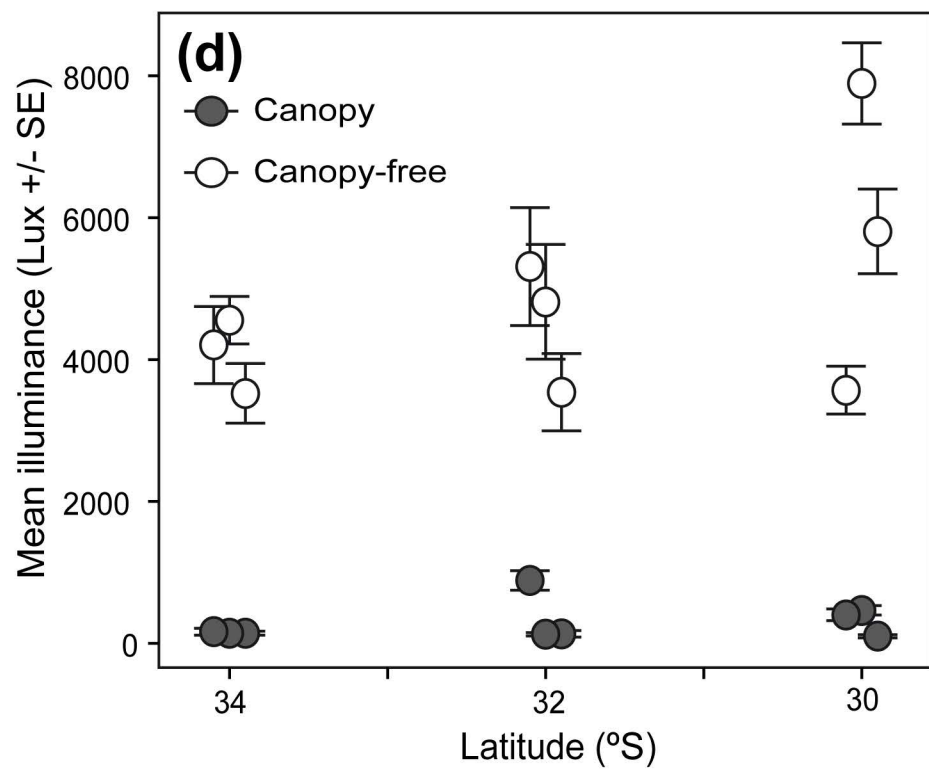 (d)
Canopy
Canopy-free
Mean illuminance (Lux +/- SE)
8000
6000
4000
2000
0
34
32
30
Latitude (ºS)